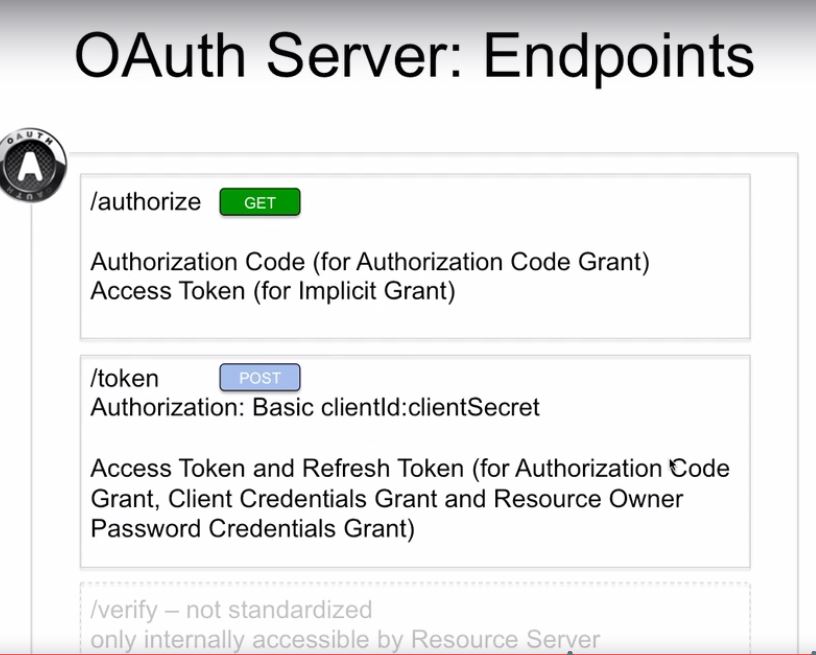 OAuth Server: Endpoints
OAUTH
A
AUTH
/authorize GET
Authorization Code (for Authorization Code Grant)
Access Token (for Implicit Grant)
/token POST
Authorization: Basic clientId:clientSecret
Access Token and Refresh Token (for Authorization Code
Grant, Client Credentials Grant and Resource Owner
Password Credentials Grant)
/verify – not standardized
only internally accessible by Resource Server